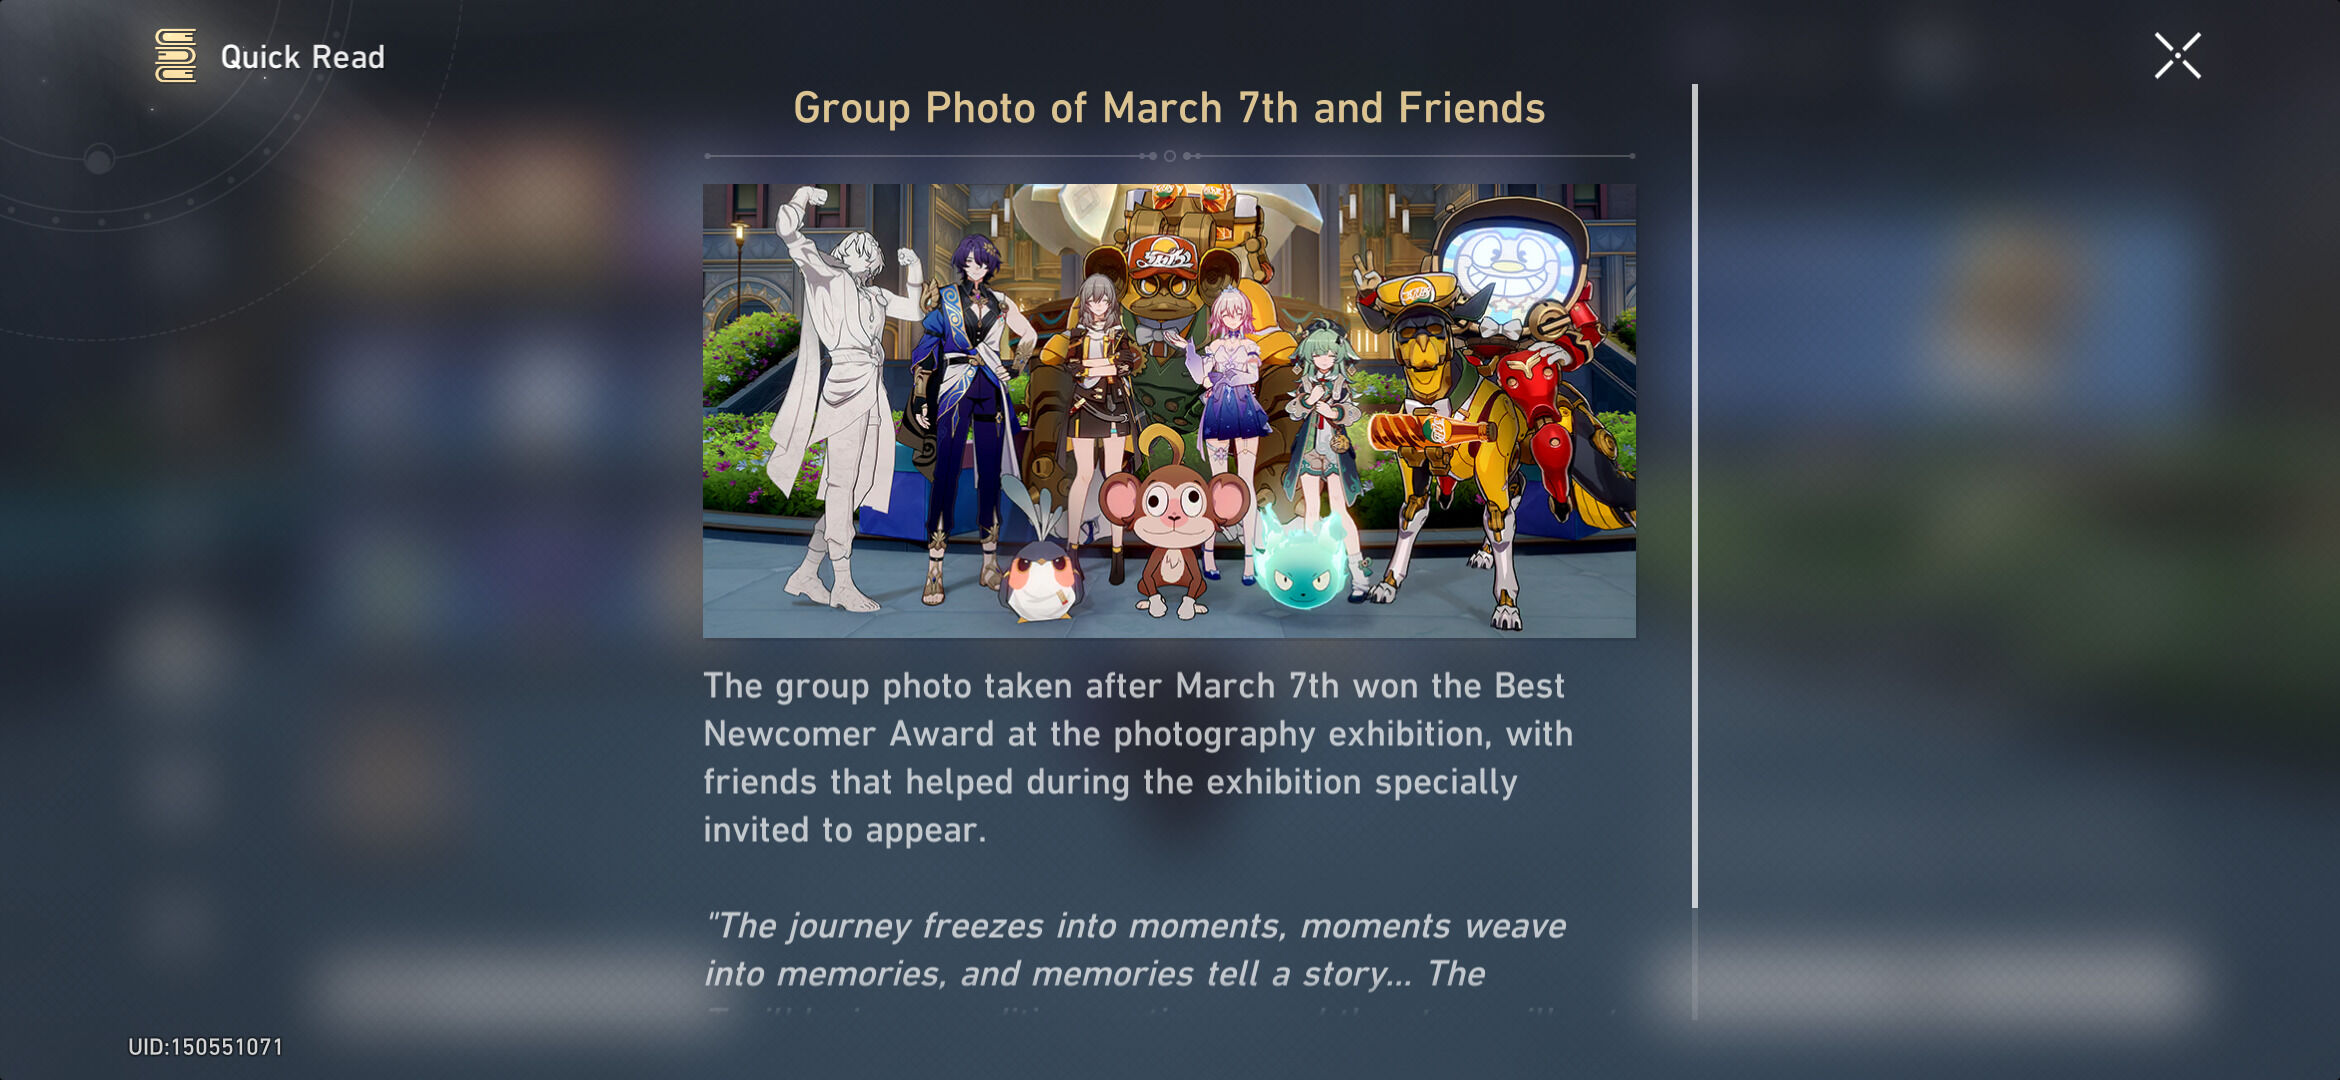 Quick Read
Group Photo of March 7th and Friends
The group photo taken after March 7th won the Best
Newcomer Award at the photography exhibition, with
friends that helped during the exhibition specially
invited to appear.
"The journey freezes into moments, moments weave
into memories, and memories tell a story... The
UID:150551071